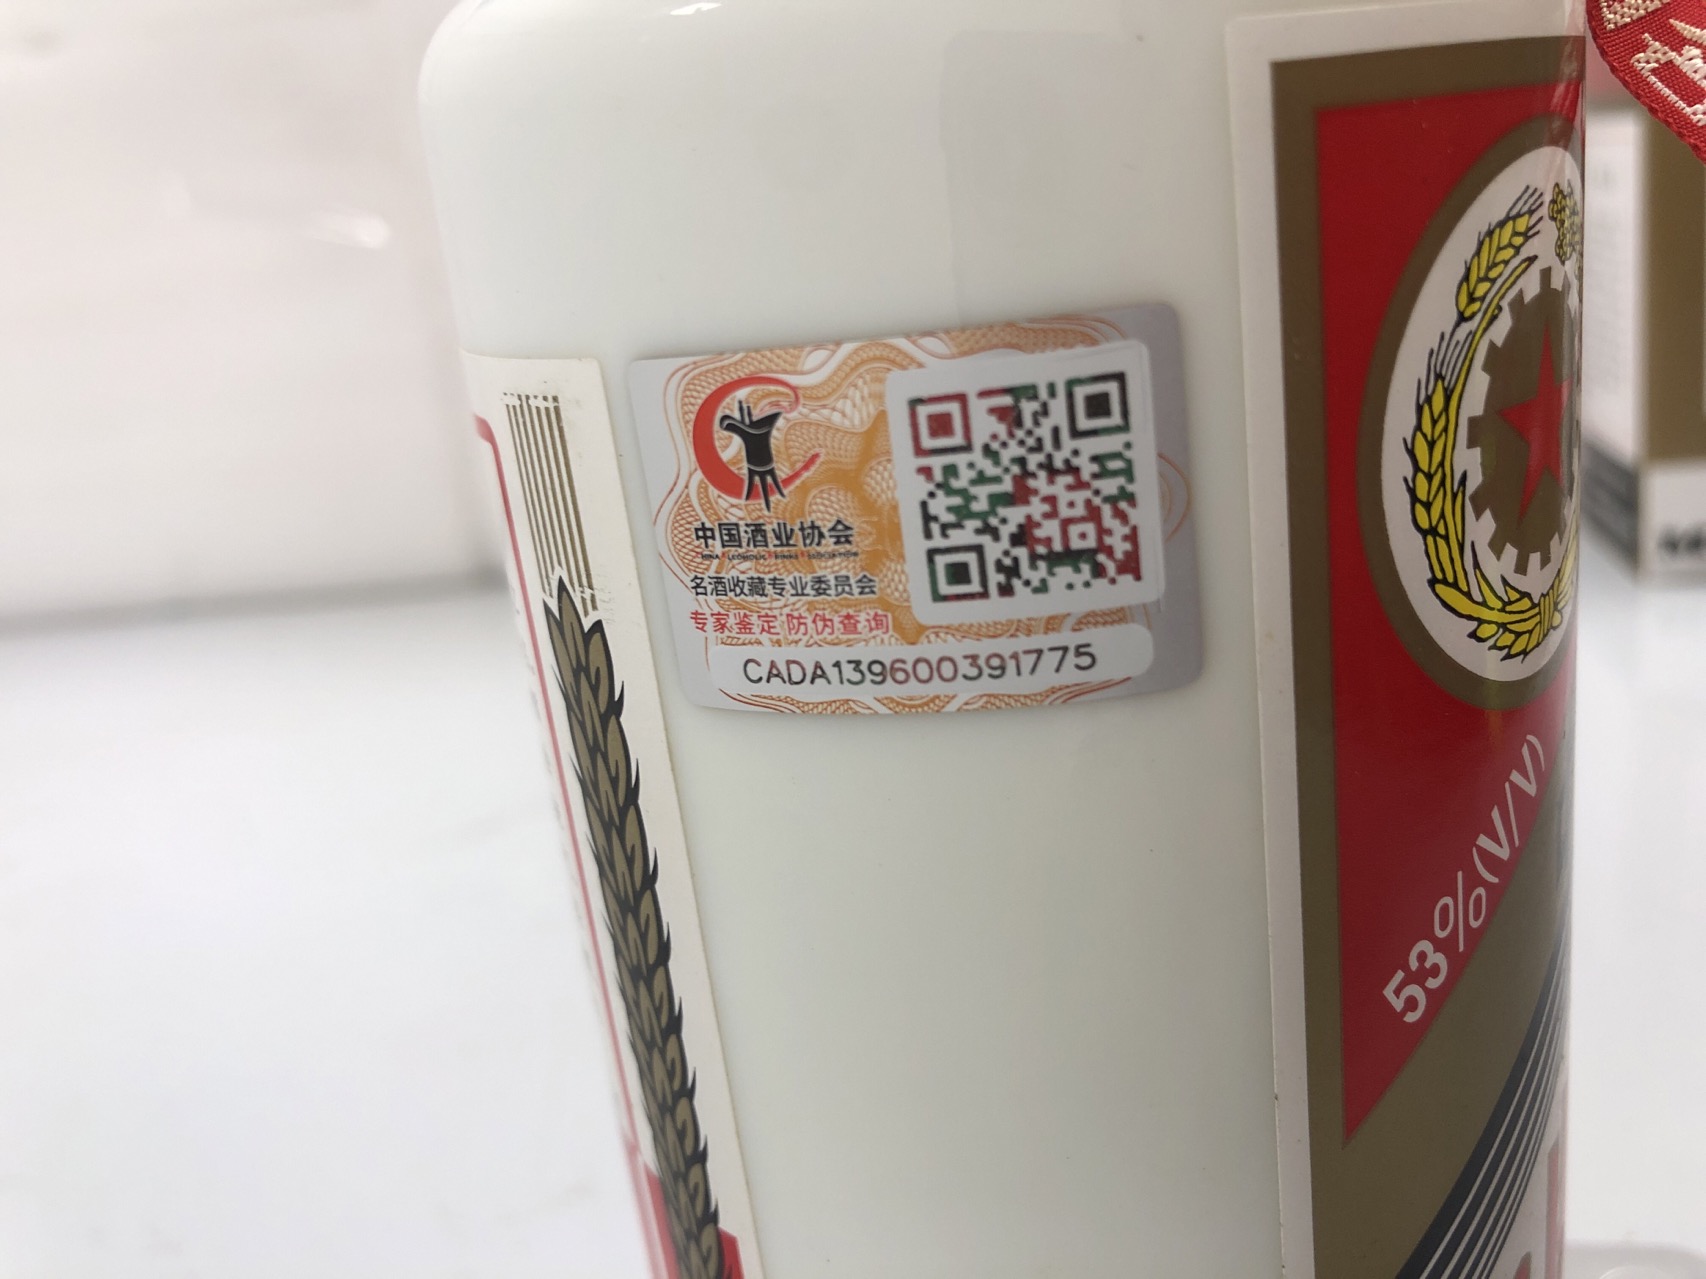 中国酒业协会
名酒收藏专业委员会
专家鉴定 防伪查询
CADA139600391775
53%(V/V)